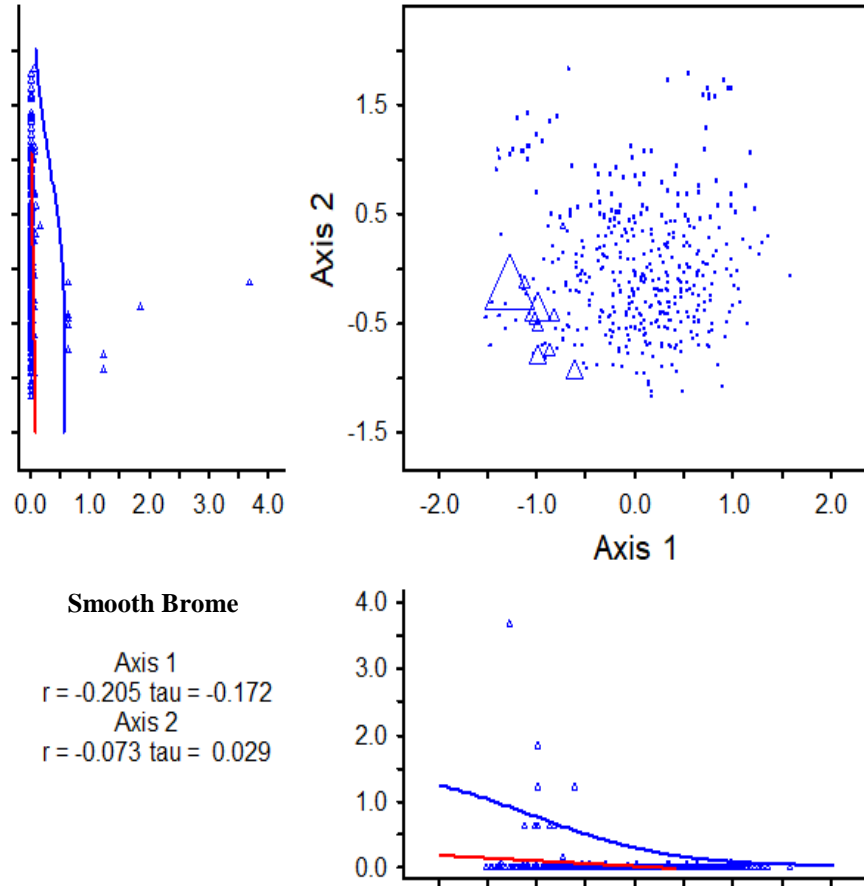 1.5
0.5
-0.5
-1.5
Axis 2
0.0 1.0 2.0 3.0 4.0
-2.0 -1.0 0.0 1.0 2.0
Axis 1
Smooth Brome
Axis 1
r = -0.205 tau = -0.172
Axis 2
r = -0.073 tau = 0.029
4.0
3.0
2.0
1.0
0.0